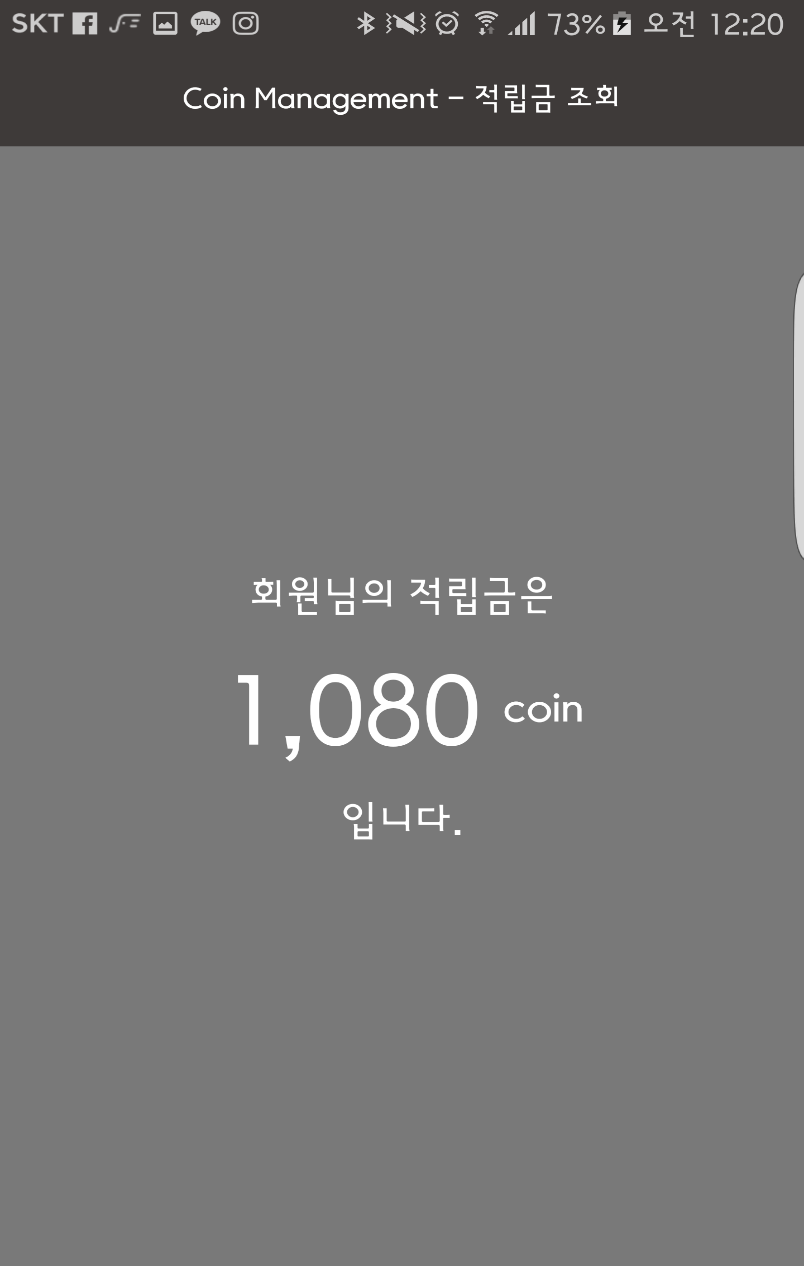 SKT TALK 73% 오전 12:20
Coin Management – 적립금 조회
회원님의 적립금은
1,080 coin
입니다.